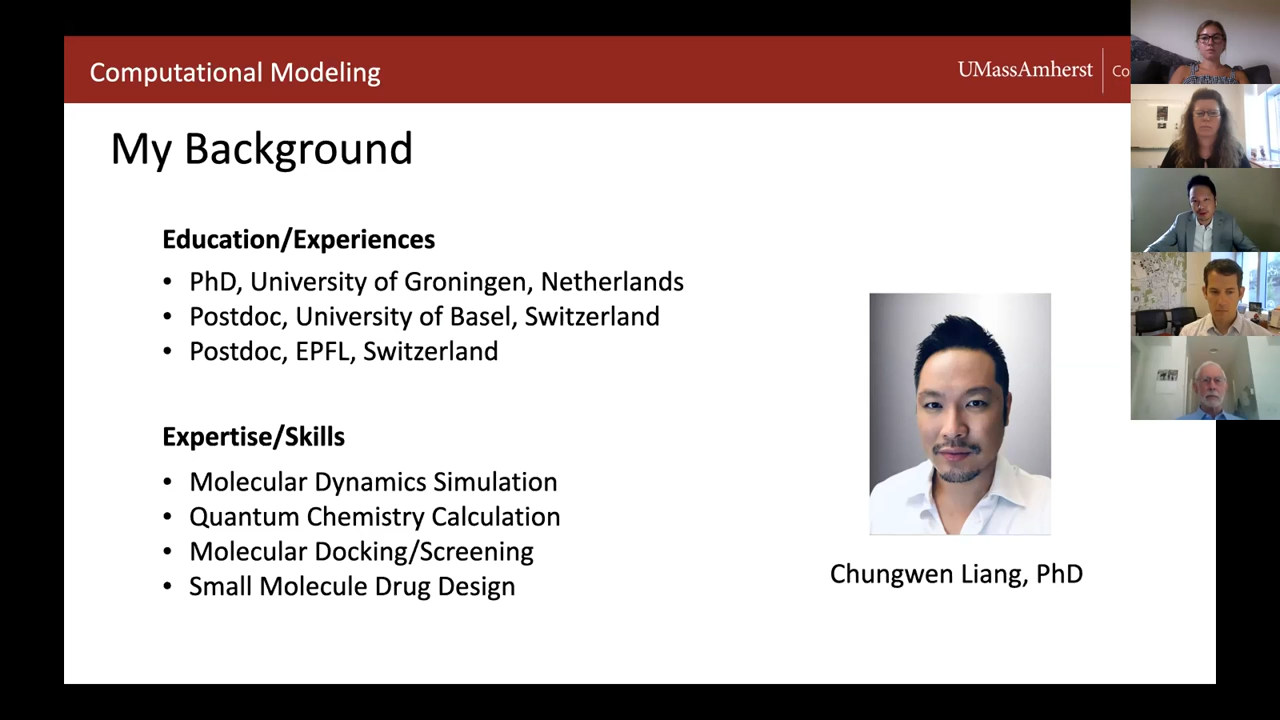 Computational Modeling
UMassAmherst | Co
My Background
Education/Experiences
• PhD, University of Groningen, Netherlands
• Postdoc, University of Basel, Switzerland
• Postdoc, EPFL, Switzerland
Expertise/Skills
• Molecular Dynamics Simulation
• Quantum Chemistry Calculation
• Molecular Docking/Screening
• Small Molecule Drug Design
Chungwen Liang, PhD